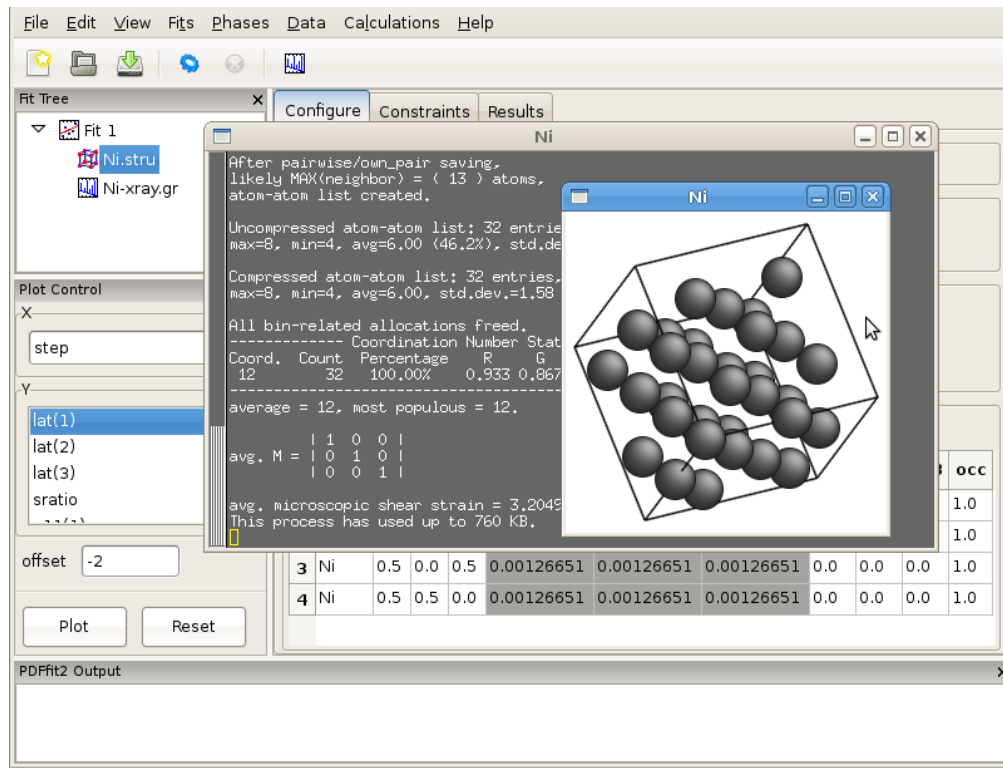 File Edit View Fits Phases Data Calculations Help
Fit Tree x
Configure Constraints Results
Fit 1
Ni.stru
Ni-xray.gr
Ni
After pairwise/own_pair saving,
likely MAX(neighbor) = ( 13 ) atoms,
atom-atom list created.
Uncompressed atom-atom list: 32 entrie
max=8, min=4, avg=6.00 (46.2%), std.de
Compressed atom-atom list: 32 entries,
max=8, min=4, avg=6.00, std.dev.=1.58
All bin-related allocations freed.
------------- Coordination Number Stat
Coord. Count Percentage R G
12 32 100.00% 0.933 0.867
average = 12, most populous = 12.
| 1 0 0 |
avg. M = | 0 1 0 |
| 0 0 1 |
avg. microscopic shear strain = 3.2049
This process has used up to 760 KB.
Ni
Plot Control
X
step
Y
lat(1)
lat(2)
lat(3)
sratio
offset -2
Plot Reset
occ
1.0
1.0
3 Ni 0.5 0.0 0.5 0.00126651 0.00126651 0.00126651 0.0 0.0 0.0 1.0
4 Ni 0.5 0.5 0.0 0.00126651 0.00126651 0.00126651 0.0 0.0 0.0 1.0
PDFfit2 Output x